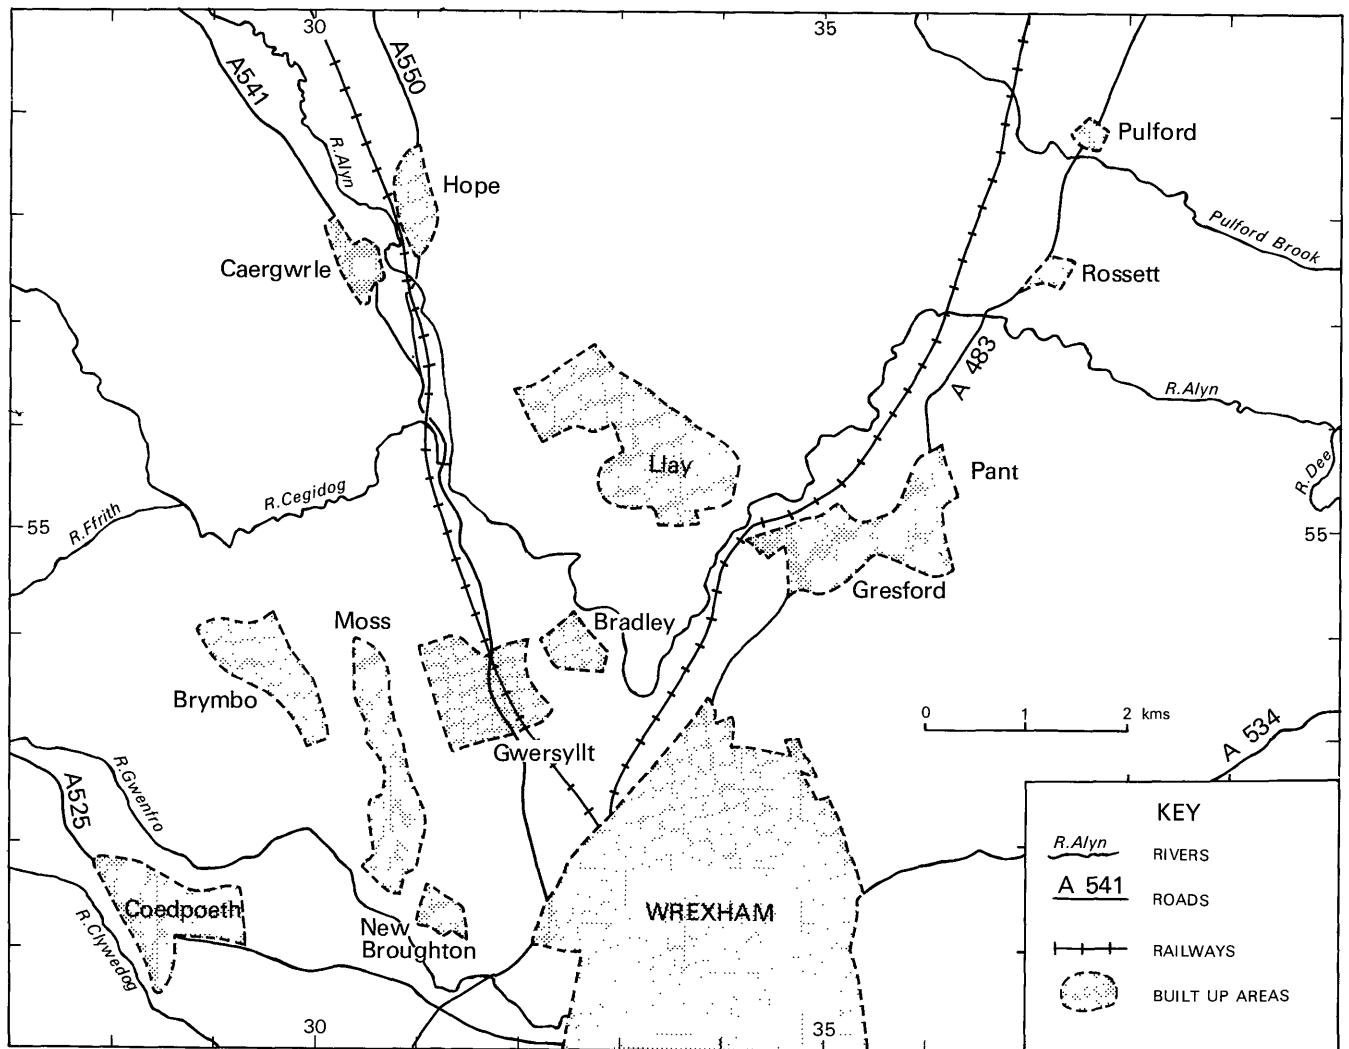 30
35
A541
A550
R.Alyn
Hope
Pulford
Caergwrle
Pulford Brook
Rossett
A 483
R.Alyn
Llay
Pant
R.Dee
R.Cegidog
R.Ffrith
55
55
Gresford
Moss
Bradley
Brymbo
Gwersyllt
0 1 2 kms
A 534
R.Gwenfro
A525
KEY
R.Alyn
RIVERS
A 541
ROADS
RAILWAYS
BUILT UP AREAS
Coedpoeth
R.Clywedog
New
Broughton
WREXHAM
30
35